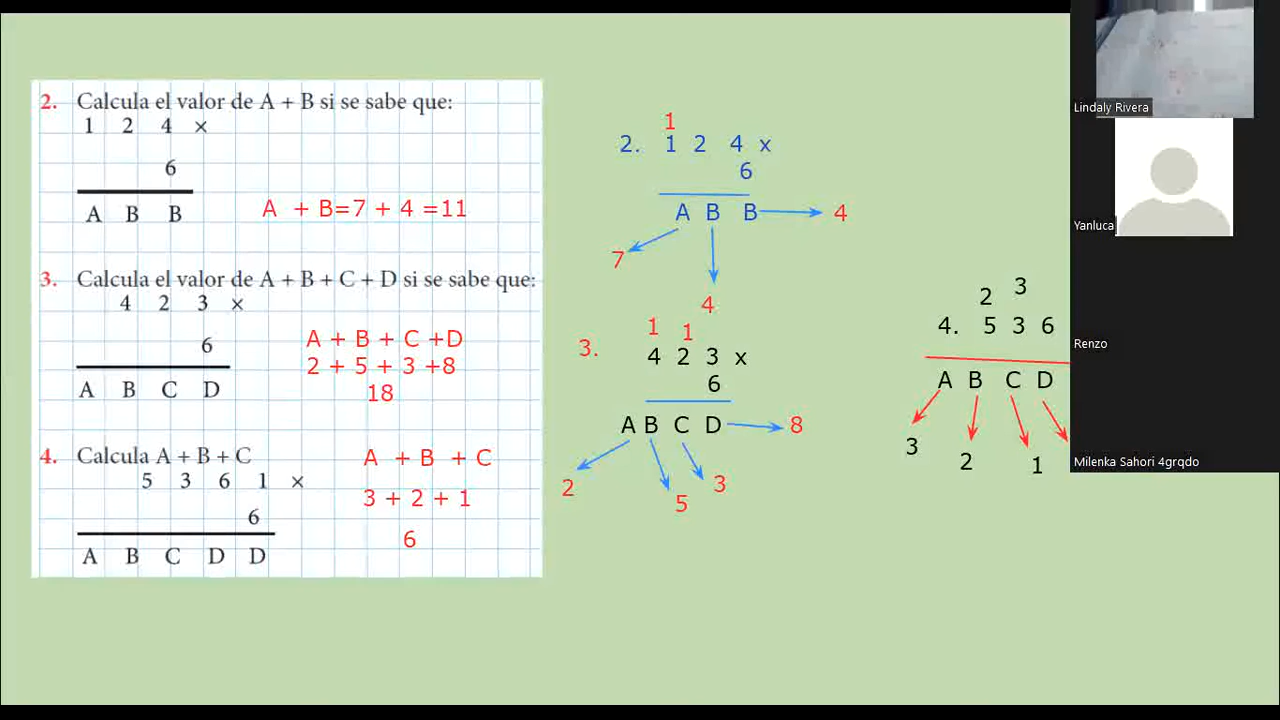 2. Calcula el valor de A + B si se sabe que:
1 2 4 ×
6
A B B
A + B=7 + 4 =11
3. Calcula el valor de A + B + C + D si se sabe que:
4 2 3 ×
6
A B C D
A + B + C +D
2 + 5 + 3 +8
18
4. Calcula A + B + C
5 3 6 1 ×
6
A B C D D
A + B + C
3 + 2 + 1
6
1
2. 1 2 4 x
6
A B B 4
7
4
1 1
3. 4 2 3 x
6
A B C D 8
2 5 3
2 3
4. 5 3 6
A B C D
3 2 1
Lindaly Rivera
Yanluca
Renzo
Milenka Sahori 4grqdo